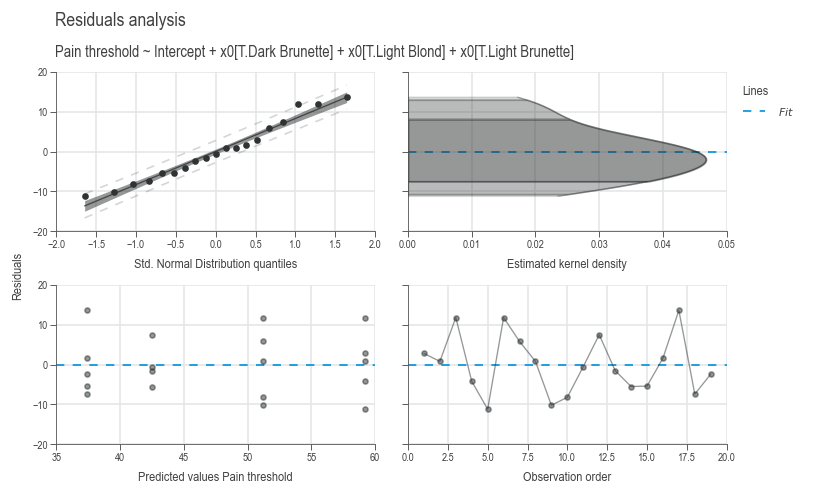 Residuals analysis
Pain threshold ~ Intercept + x0[T.Dark Brunette] + x0[T.Light Blond] + x0[T.Light Brunette]
20
10
0
−10
−20
−2.0 −1.5 −1.0 −0.5 0.0 0.5 1.0 1.5 2.0
Std. Normal Distribution quantiles
0.00 0.01 0.02 0.03 0.04 0.05
Estimated kernel density
Lines
Fit
Residuals
20
10
0
−10
−20
35 40 45 50 55 60
Predicted values Pain threshold
0.0 2.5 5.0 7.5 10.0 12.5 15.0 17.5 20.0
Observation order